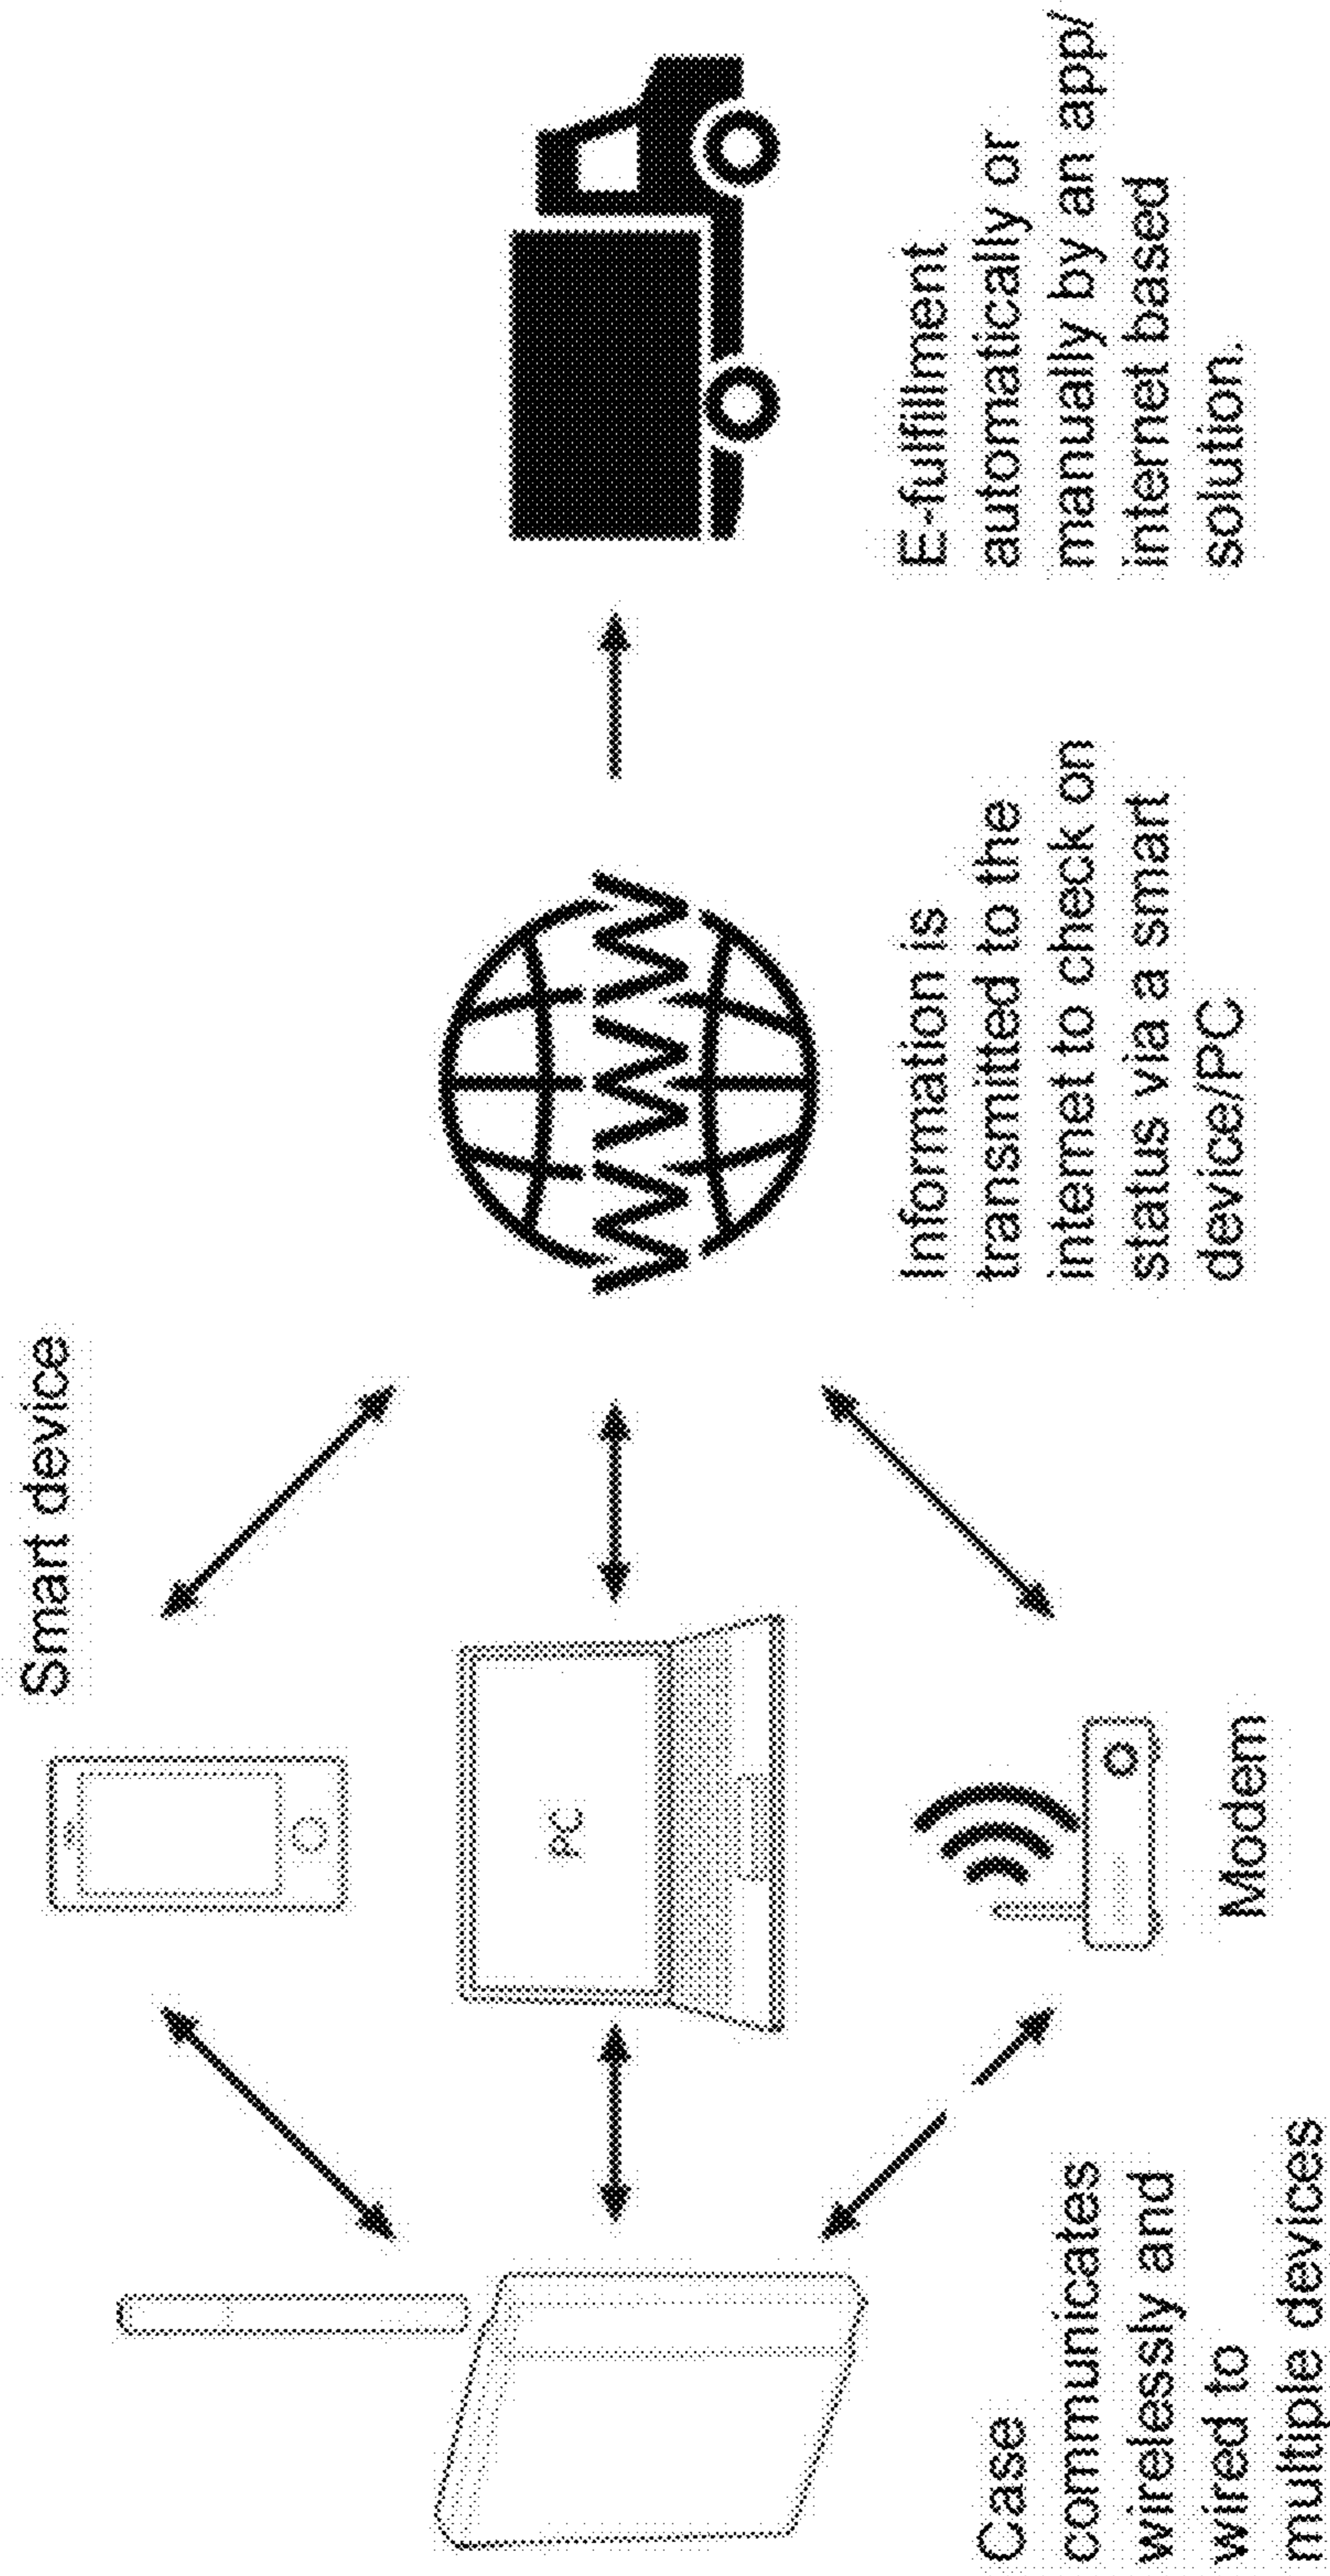 Smart device
PC
WWW
Modem
Case
communicates
wirelessly and
wired to
multiple devices
Information is
transmitted to the
internet to check on
status via a smart
device/PC
E-fulfillment
automatically or
manually by an app/
internet based
solution.